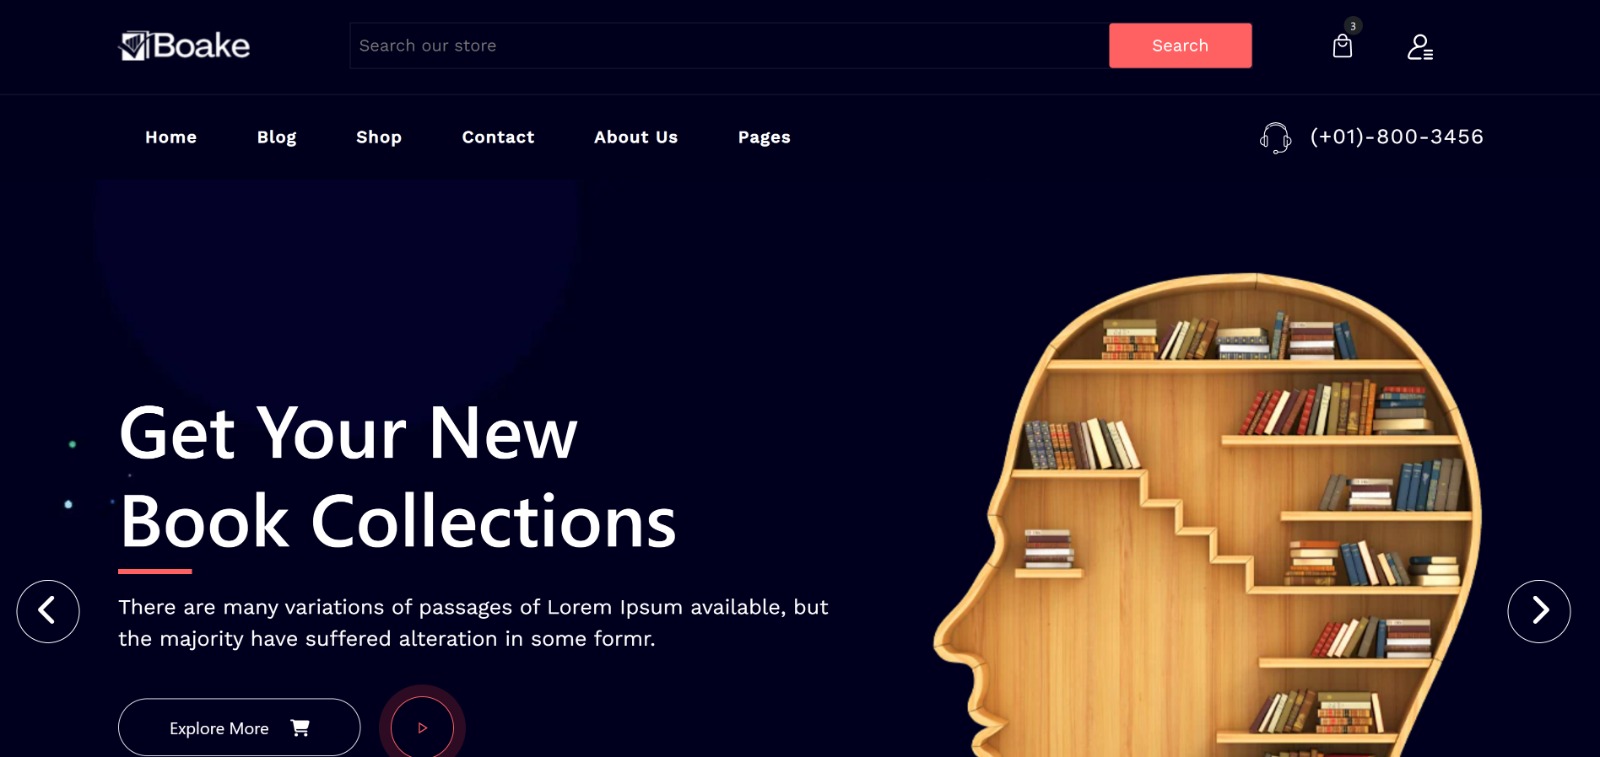 Boake
Search our store
Search
3
Home
Blog
Shop
Contact
About Us
Pages
(+01)-800-3456
Get Your New
Book Collections
There are many variations of passages of Lorem Ipsum available, but
the majority have suffered alteration in some formr.
Explore More